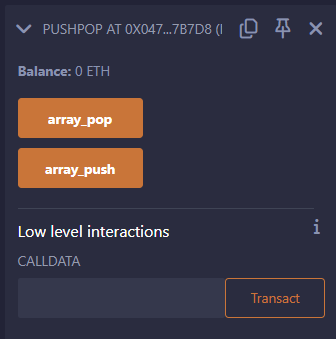 PUSHPOP AT 0X047...7B7D8 (I
Balance: 0 ETH
array_pop
array_push
Low level interactions
i
CALLDATA
Transact